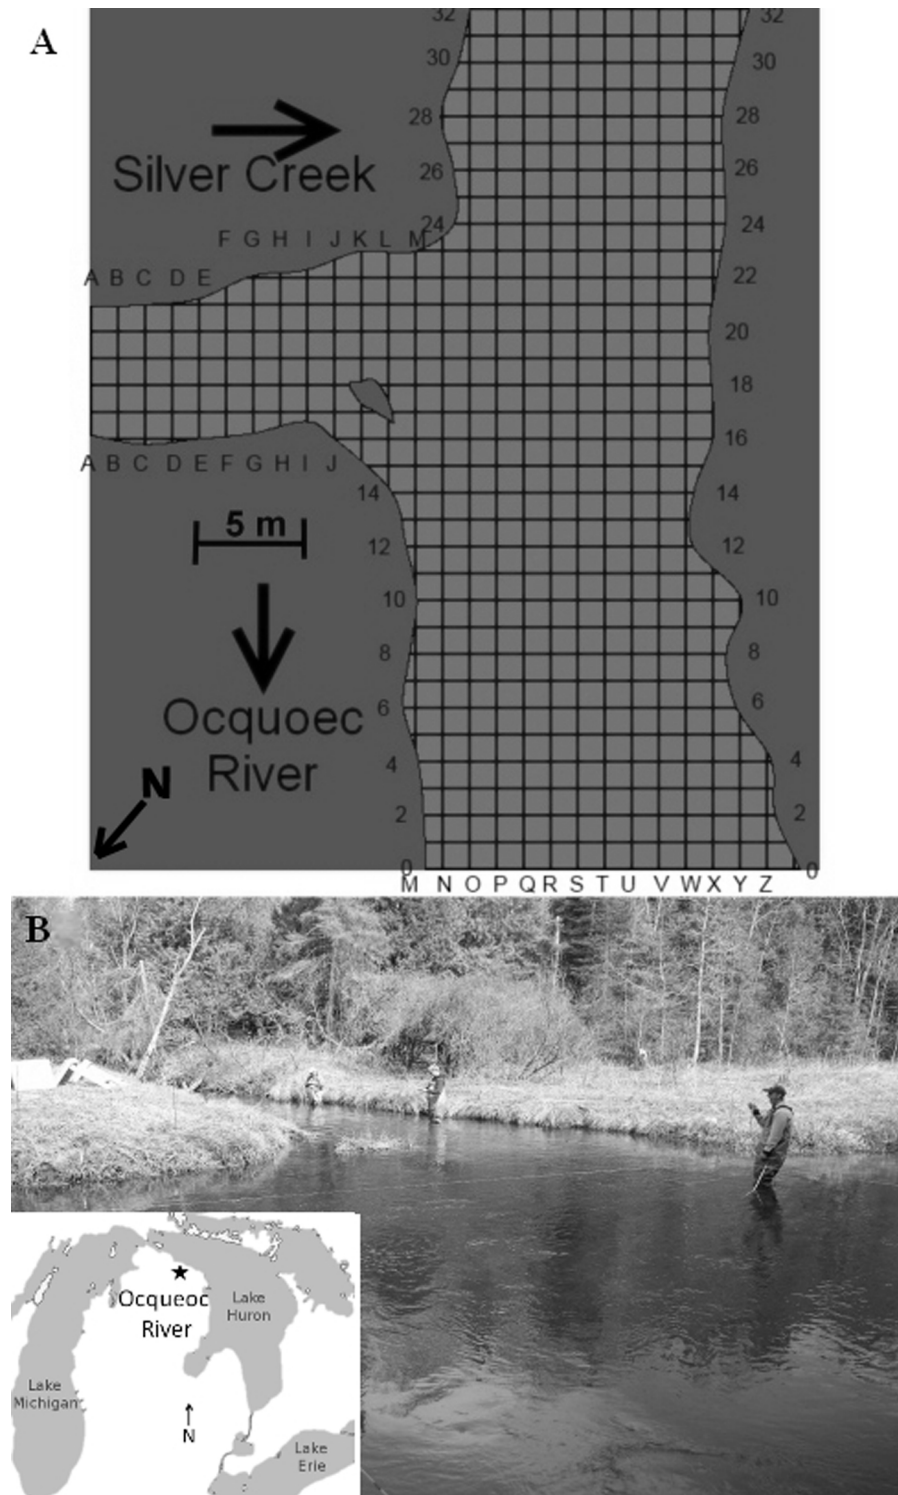 A
32 32
30 30
28 28
Silver Creek
26 26
24 24
F G H I J K L M
A B C D E
22
20
18
16
A B C D E F G H I J
14 14
5 m
12 12
10 10
8 8
Ocquoec
6 6
River
N
4 4
2 2
0 0
M N O P Q R S T U V W X Y Z
B
Ocqueoc
River
Lake
Huron
Lake
Michigan
N
Lake
Erie